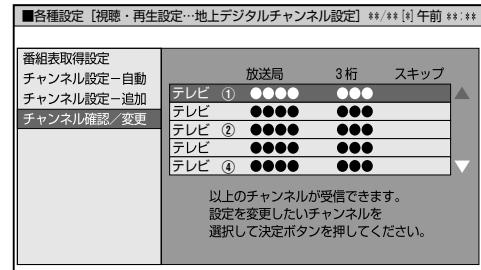 ■各種設定［視聴・再生設定…地上デジタルチャンネル設定］**/**[*]午前**:**
番組表取得設定
チャンネル設定－自動
チャンネル設定－追加
チャンネル確認／変更
放送局 3桁 スキップ
テレビ ① ●●●● ●●●
テレビ ●●●● ●●●
テレビ ② ●●●● ●●●
テレビ ●●●● ●●●
テレビ ④ ●●●● ●●●
以上のチャンネルが受信できます。
設定を変更したいチャンネルを
選択して決定ボタンを押してください。